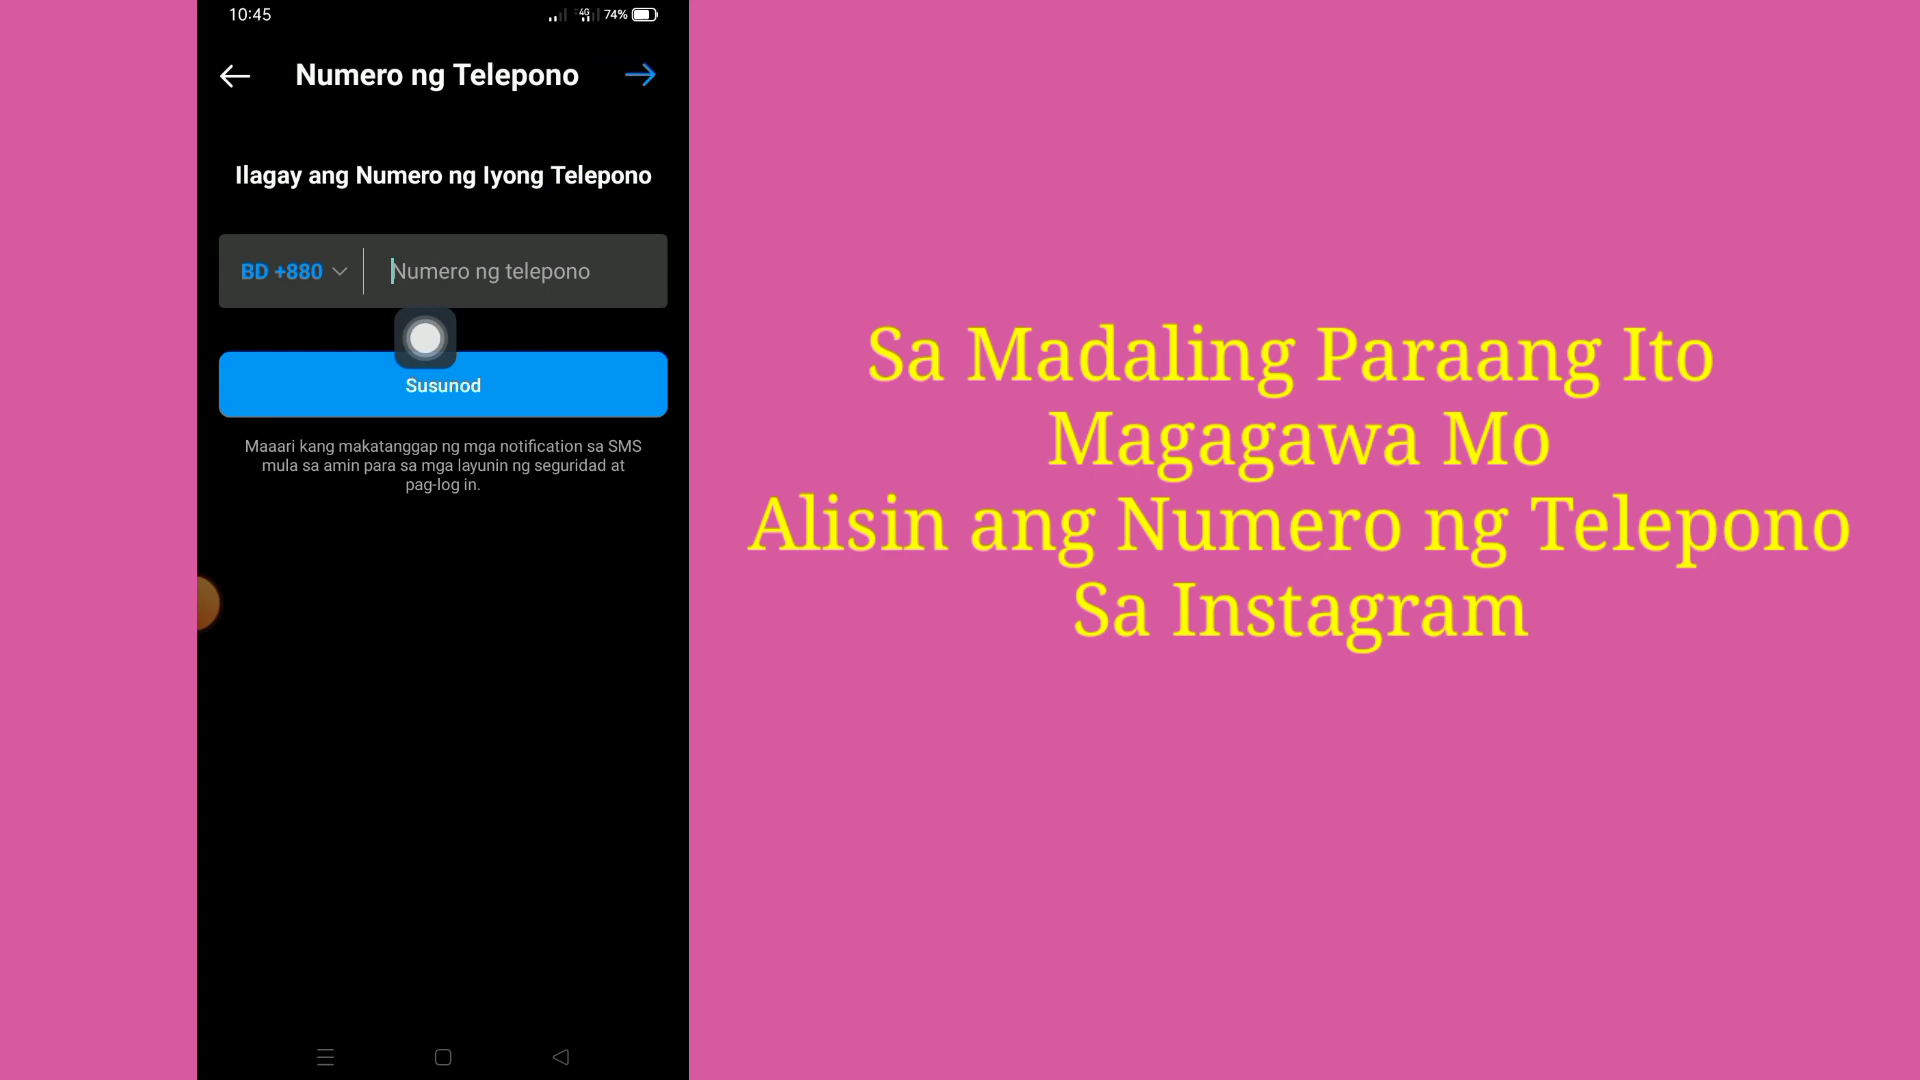 10:45
4G 74%
Numero ng Telepono
Ilagay ang Numero ng Iyong Telepono
BD +880
Numero ng telepono
Susunod
Maaari kang makatanggap ng mga notification sa SMS
mula sa amin para sa mga layunin ng seguridad at
pag-log in.
Sa Madaling Paraang Ito
Magagawa Mo
Alisin ang Numero ng Telepono
Sa Instagram